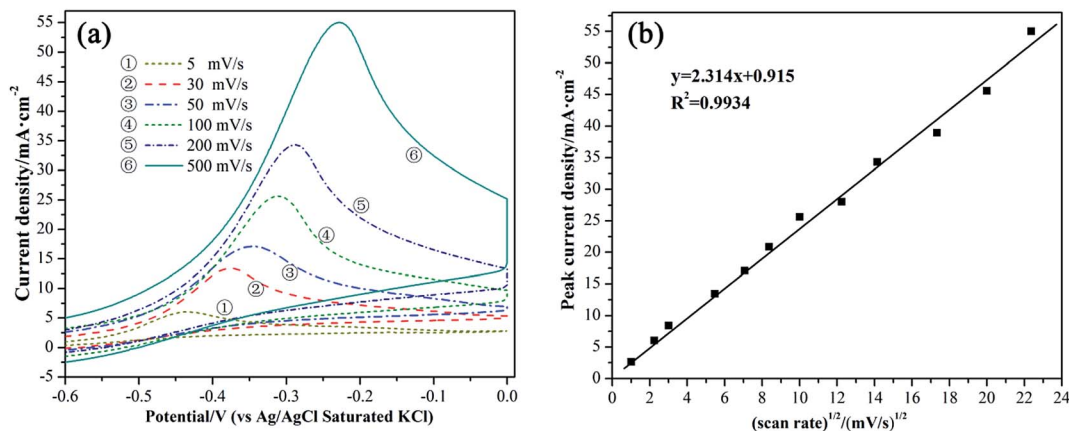 (a)
① 5 mV/s
② 30 mV/s
③ 50 mV/s
④ 100 mV/s
⑤ 200 mV/s
⑥ 500 mV/s
⑥
⑤
④
③
②
①
Current density/mA·cm⁻²
55
50
45
40
35
30
25
20
15
10
5
0
-5
-0.6 -0.5 -0.4 -0.3 -0.2 -0.1 0.0
Potential/V (vs Ag/AgCl Saturated KCl)
(b)
y=2.314x+0.915
R²=0.9934
Peak current density/mA·cm⁻²
55
50
45
40
35
30
25
20
15
10
5
0
0 2 4 6 8 10 12 14 16 18 20 22 24
(scan rate)¹ᐟ²/(mV/s)¹ᐟ²